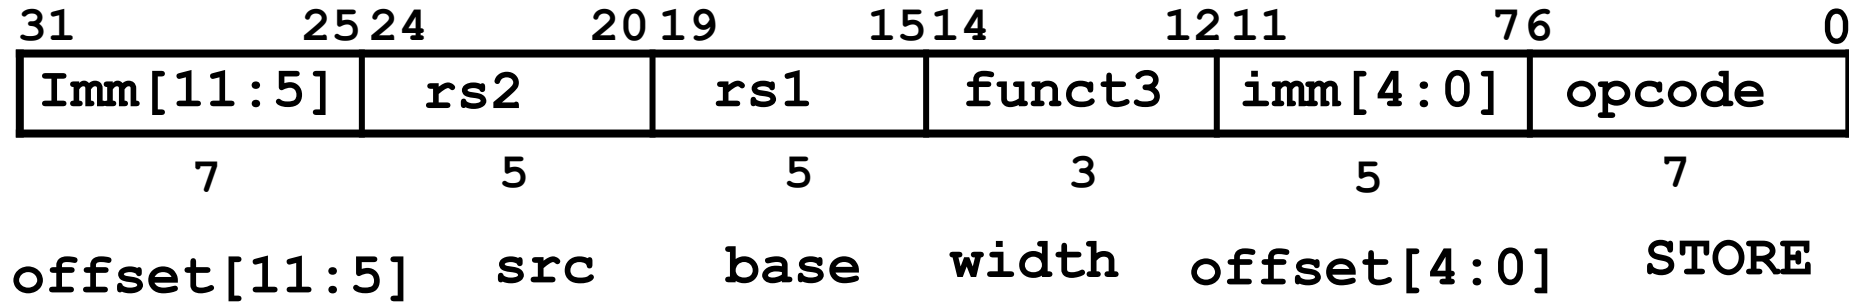 31 25 24 20 19 15 14 12 11 7 6 0
Imm[11:5] rs2 rs1 funct3 imm[4:0] opcode
7 5 5 3 5 7
offset[11:5] src base width offset[4:0] STORE